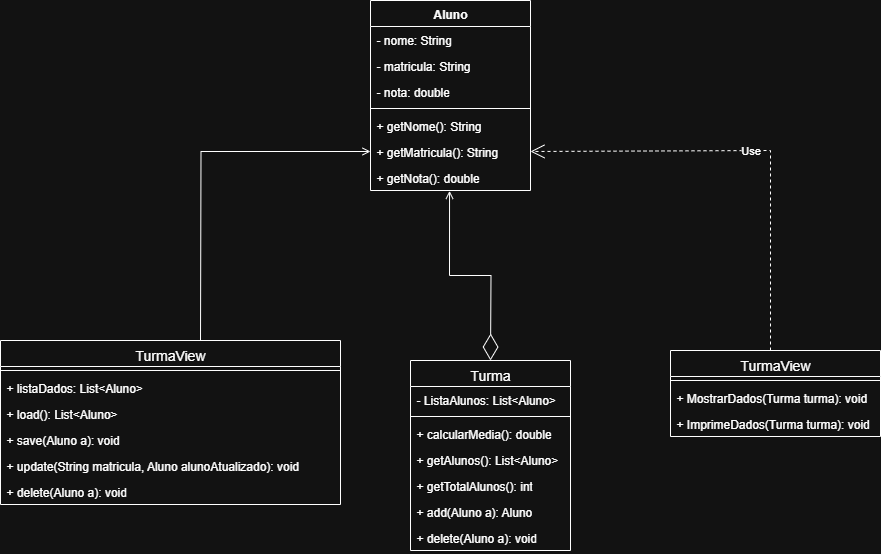 Aluno
- nome: String
- matricula: String
- nota: double
+ getNome(): String
+ getMatricula(): String
+ getNota(): double
Use
TurmaView
+ listaDados: List<Aluno>
+ load(): List<Aluno>
+ save(Aluno a): void
+ update(String matricula, Aluno alunoAtualizado): void
+ delete(Aluno a): void
Turma
- ListaAlunos: List<Aluno>
+ calcularMedia(): double
+ getAlunos(): List<Aluno>
+ getTotalAlunos(): int
+ add(Aluno a): Aluno
+ delete(Aluno a): void
TurmaView
+ MostrarDados(Turma turma): void
+ ImprimeDados(Turma turma): void